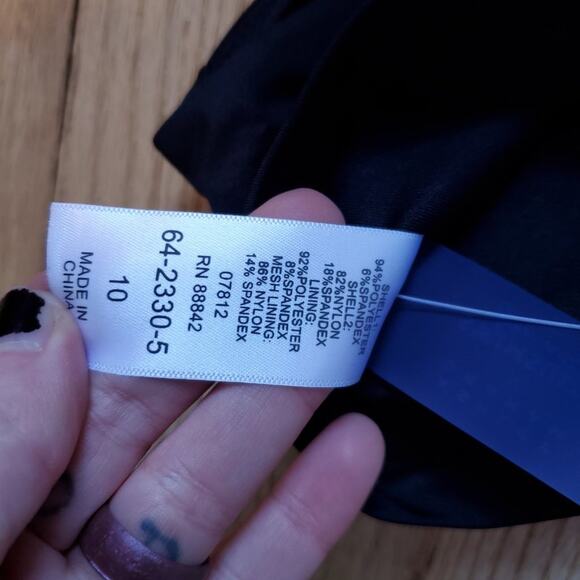 SHELL1:
94%POLYESTER
6%SPANDEX
SHELL2:
82%NYLON
18%SPANDEX
LINING:
92%POLYESTER
8%SPANDEX
MESH LINING:
86% NYLON
14% SPANDEX
07812
RN 88842
64-2330-5
10
MADE IN
CHINA